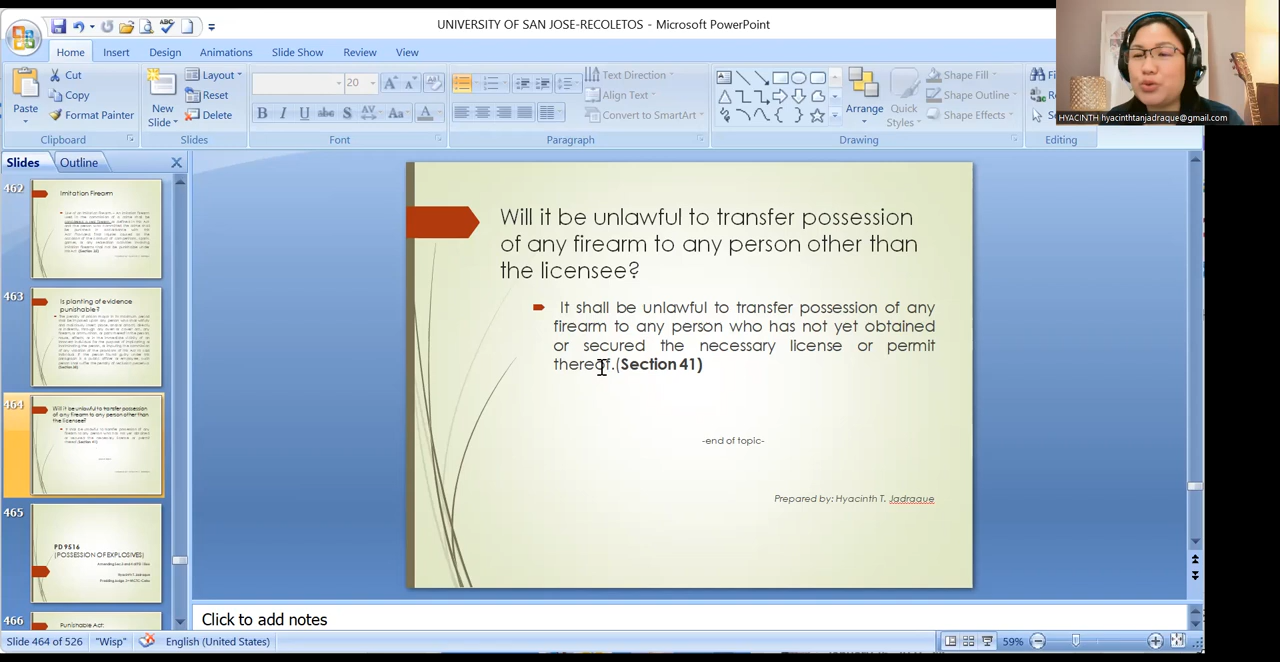 UNIVERSITY OF SAN JOSE-RECOLETOS - Microsoft PowerPoint
Home Insert Design Animations Slide Show Review View
Paste
Cut
Copy
Format Painter
Clipboard
New
Slide
Layout
Reset
Delete
Slides
20
B I U abc S AV Aa A
Font
Text Direction
Align Text
Convert to SmartArt
Paragraph
Arrange
Quick
Styles
Shape Fill
Shape Outline
Shape Effects
Drawing
Editing
HYACINTH hyacinthtanjadraque@gmail.com
Slides Outline
462
Imitation Firearm
463
Is planting of evidence
punishable?
464
Will it be unlawful to transfer possession
of any firearm to any person other than
the licensee?
465
PD 9516
(POSSESSION OF EXPLOSIVES)
Hyacinth T. Jadraque
466
Punishable Act:
Will it be unlawful to transfer possession
of any firearm to any person other than
the licensee?
It shall be unlawful to transfer possession of any
firearm to any person who has not yet obtained
or secured the necessary license or permit
thereof.(Section 41)
-end of topic-
Prepared by: Hyacinth T. Jadraque
Click to add notes
Slide 464 of 526 "Wisp" English (United States) 59%